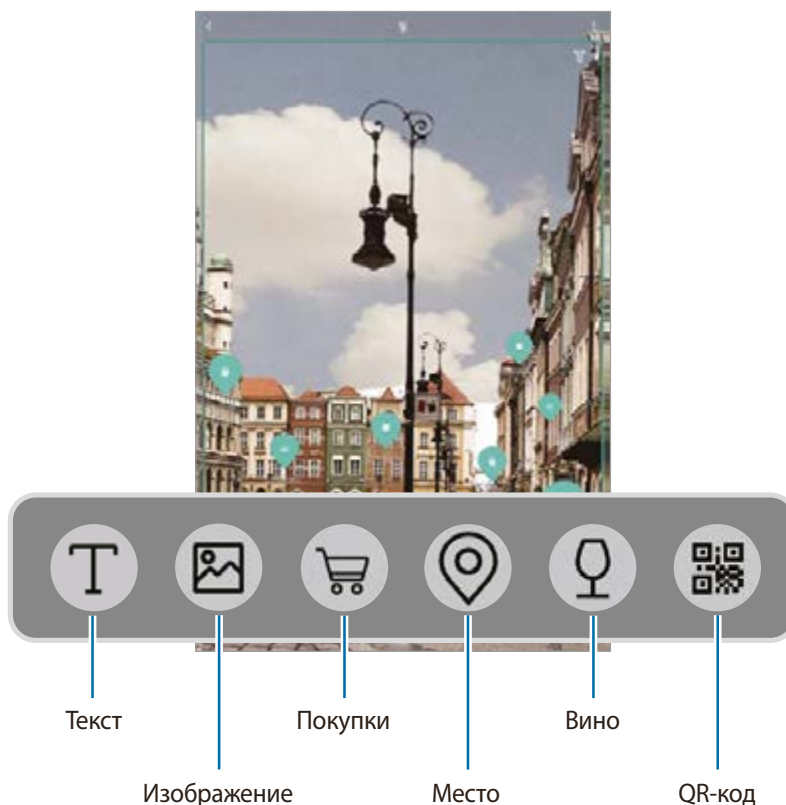 Текст
Покупки
Вино
Изображение
Место
QR-код